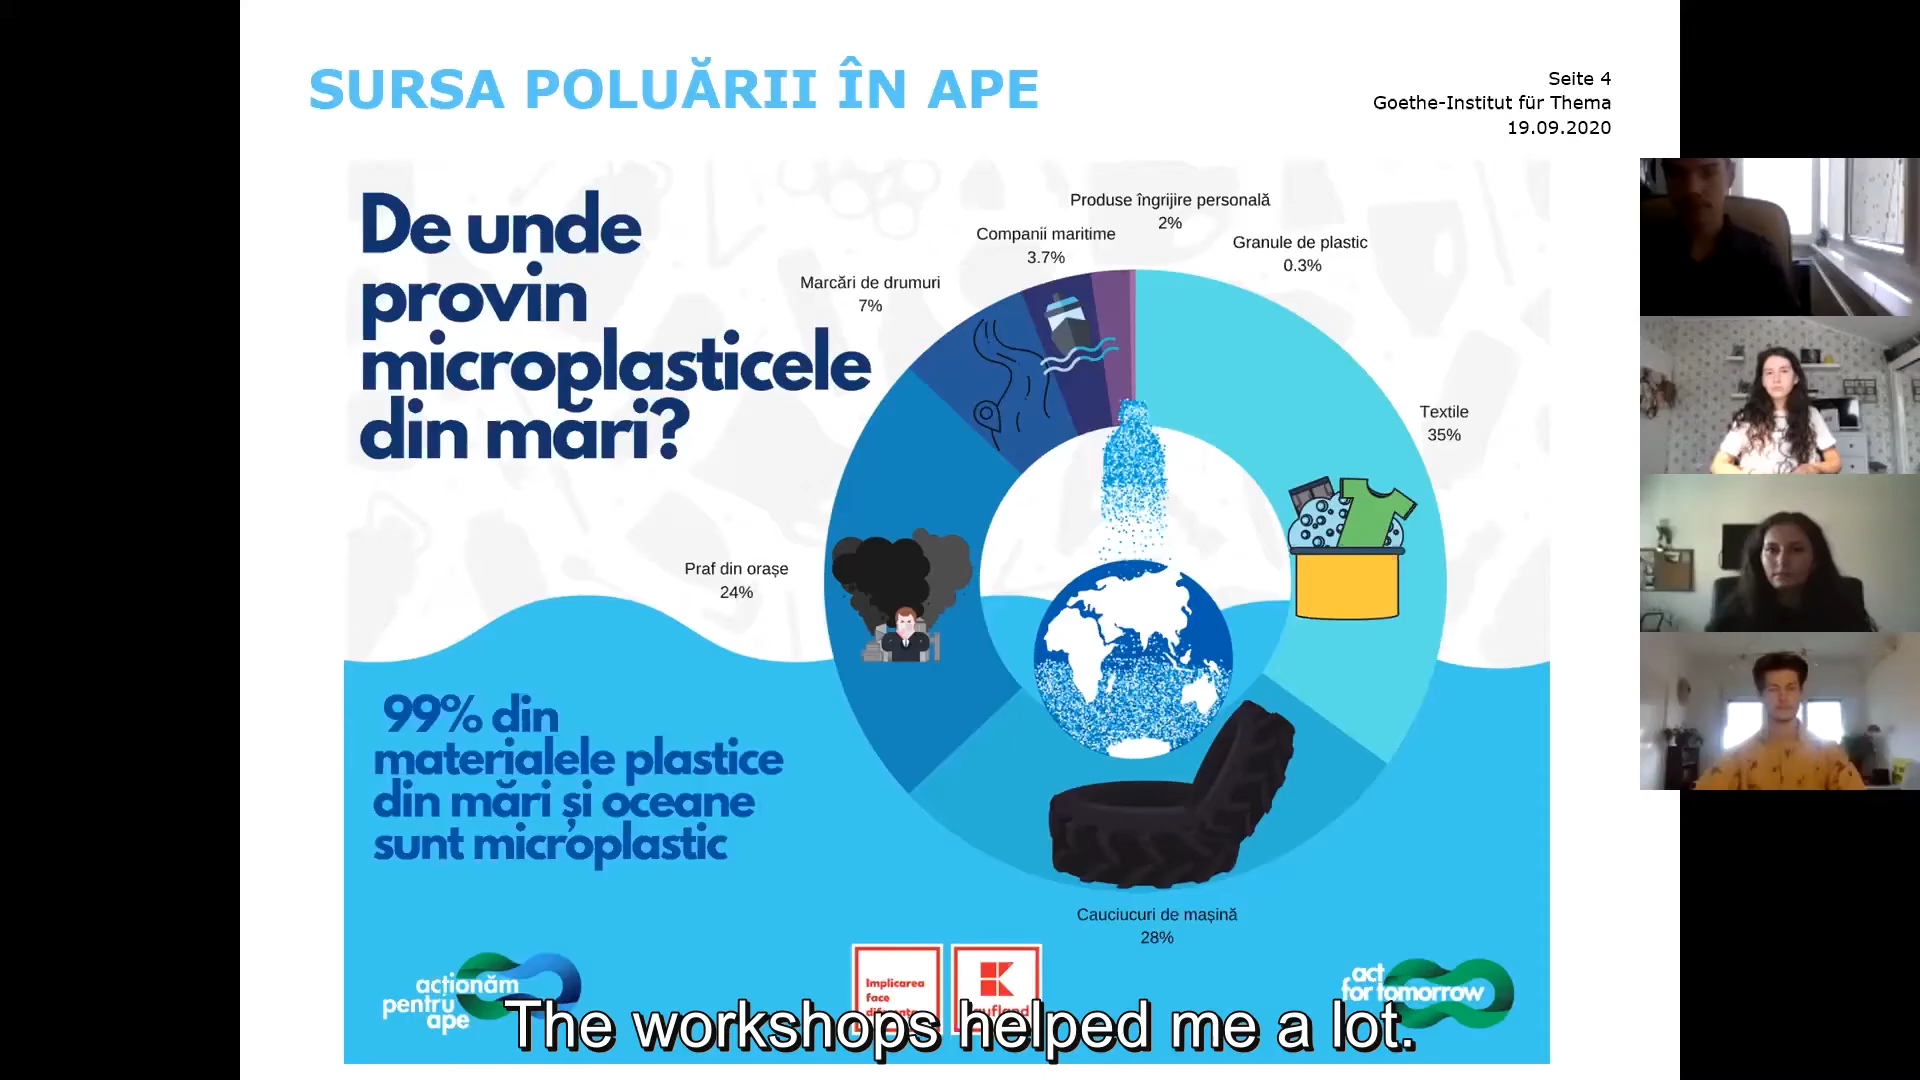 SURSA POLUĂRII ÎN APE
Seite 4
Goethe-Institut für Thema
19.09.2020
De unde
provin
microplasticele
din mări?
Produse îngrijire personală
2%
Companii maritime
3.7%
Granule de plastic
0.3%
Marcări de drumuri
7%
Textile
35%
Praf din orașe
24%
99% din
materialele plastice
din mări și oceane
sunt microplastic
Cauciucuri de mașină
28%
acționăm
pentru
ape
Implicarea
face
diferența
K
Kaufland
act
for tomorrow
The workshops helped me a lot.